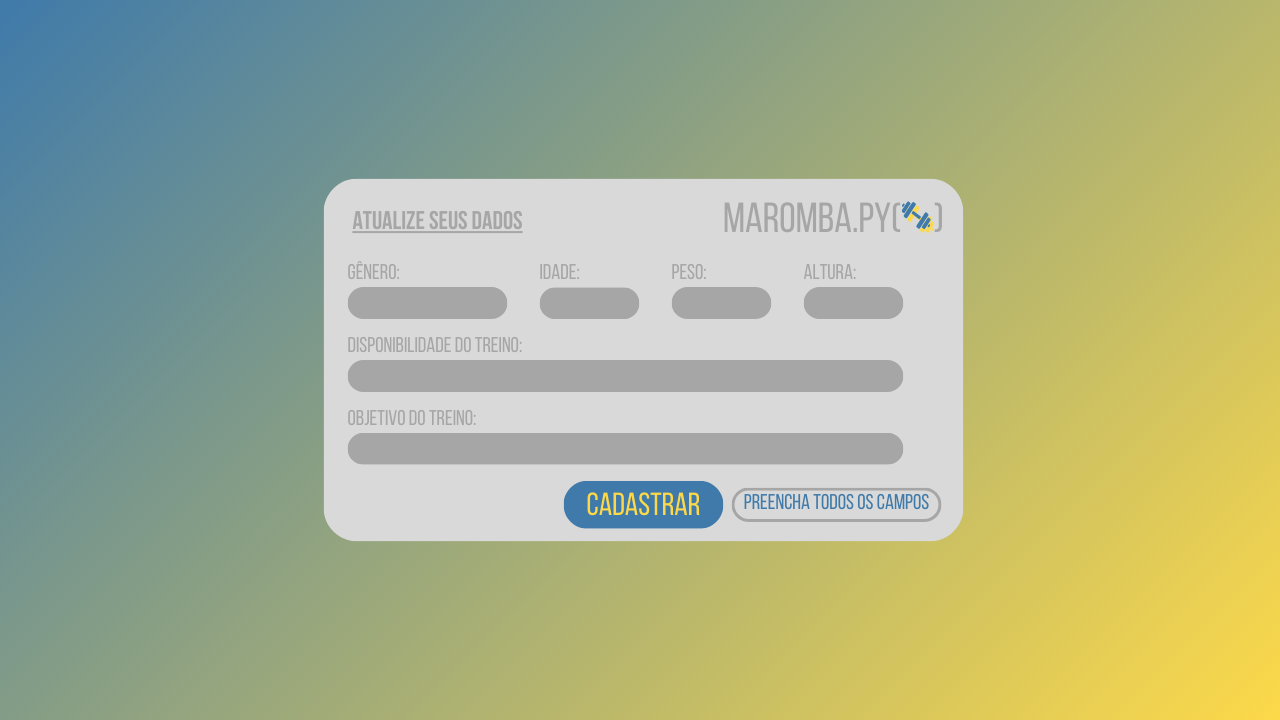 ATUALIZE SEUS DADOS
MAROMBA.PY()
GÊNERO:
IDADE:
PESO:
ALTURA:
DISPONIBILIDADE DO TREINO:
OBJETIVO DO TREINO:
CADASTRAR
PREENCHA TODOS OS CAMPOS